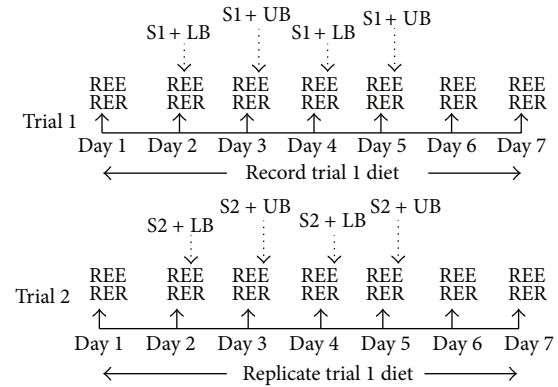 S1 + LB S1 + UB S1 + LB S1 + UB
REE REE REE REE REE REE REE
RER RER RER RER RER RER RER
Trial 1
Day 1 Day 2 Day 3 Day 4 Day 5 Day 6 Day 7
Record trial 1 diet
S2 + LB S2 + UB S2 + LB S2 + UB
REE REE REE REE REE REE REE
RER RER RER RER RER RER RER
Trial 2
Day 1 Day 2 Day 3 Day 4 Day 5 Day 6 Day 7
Replicate trial 1 diet